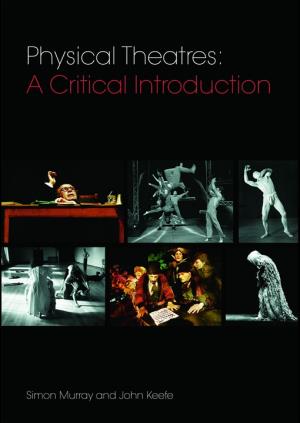 Physical Theatres:
A Critical Introduction
Simon Murray and John Keefe